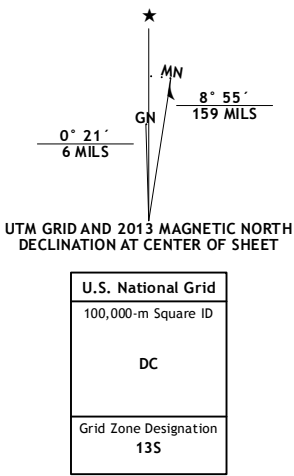 ★
MN
GN
8° 55´
159 MILS
0° 21´
6 MILS
UTM GRID AND 2013 MAGNETIC NORTH
DECLINATION AT CENTER OF SHEET
U.S. National Grid
100,000-m Square ID
DC
Grid Zone Designation
13S